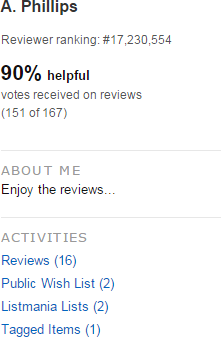 A. Phillips
Reviewer ranking: #17,230,554
90% helpful
votes received on reviews
(151 of 167)
ABOUT ME
Enjoy the reviews...
ACTIVITIES
Reviews (16)
Public Wish List (2)
Listmania Lists (2)
Tagged Items (1)